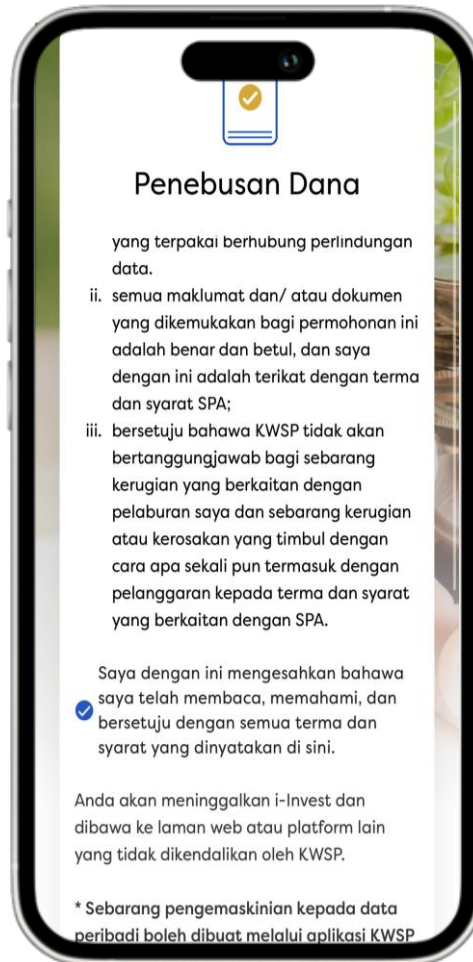 Penebusan Dana
yang terpakai berhubung perlindungan
data.
ii. semua maklumat dan/ atau dokumen
yang dikemukakan bagi permohonan ini
adalah benar dan betul, dan saya
dengan ini adalah terikat dengan terma
dan syarat SPA;
iii. bersetuju bahawa KWSP tidak akan
bertanggungjawab bagi sebarang
kerugian yang berkaitan dengan
pelaburan saya dan sebarang kerugian
atau kerosakan yang timbul dengan
cara apa sekali pun termasuk dengan
pelanggaran kepada terma dan syarat
yang berkaitan dengan SPA.
Saya dengan ini mengesahkan bahawa
saya telah membaca, memahami, dan
bersetuju dengan semua terma dan
syarat yang dinyatakan di sini.
Anda akan meninggalkan i-Invest dan
dibawa ke laman web atau platform lain
yang tidak dikendalikan oleh KWSP.
* Sebarang pengemaskinian kepada data
peribadi boleh dibuat melalui aplikasi KWSP